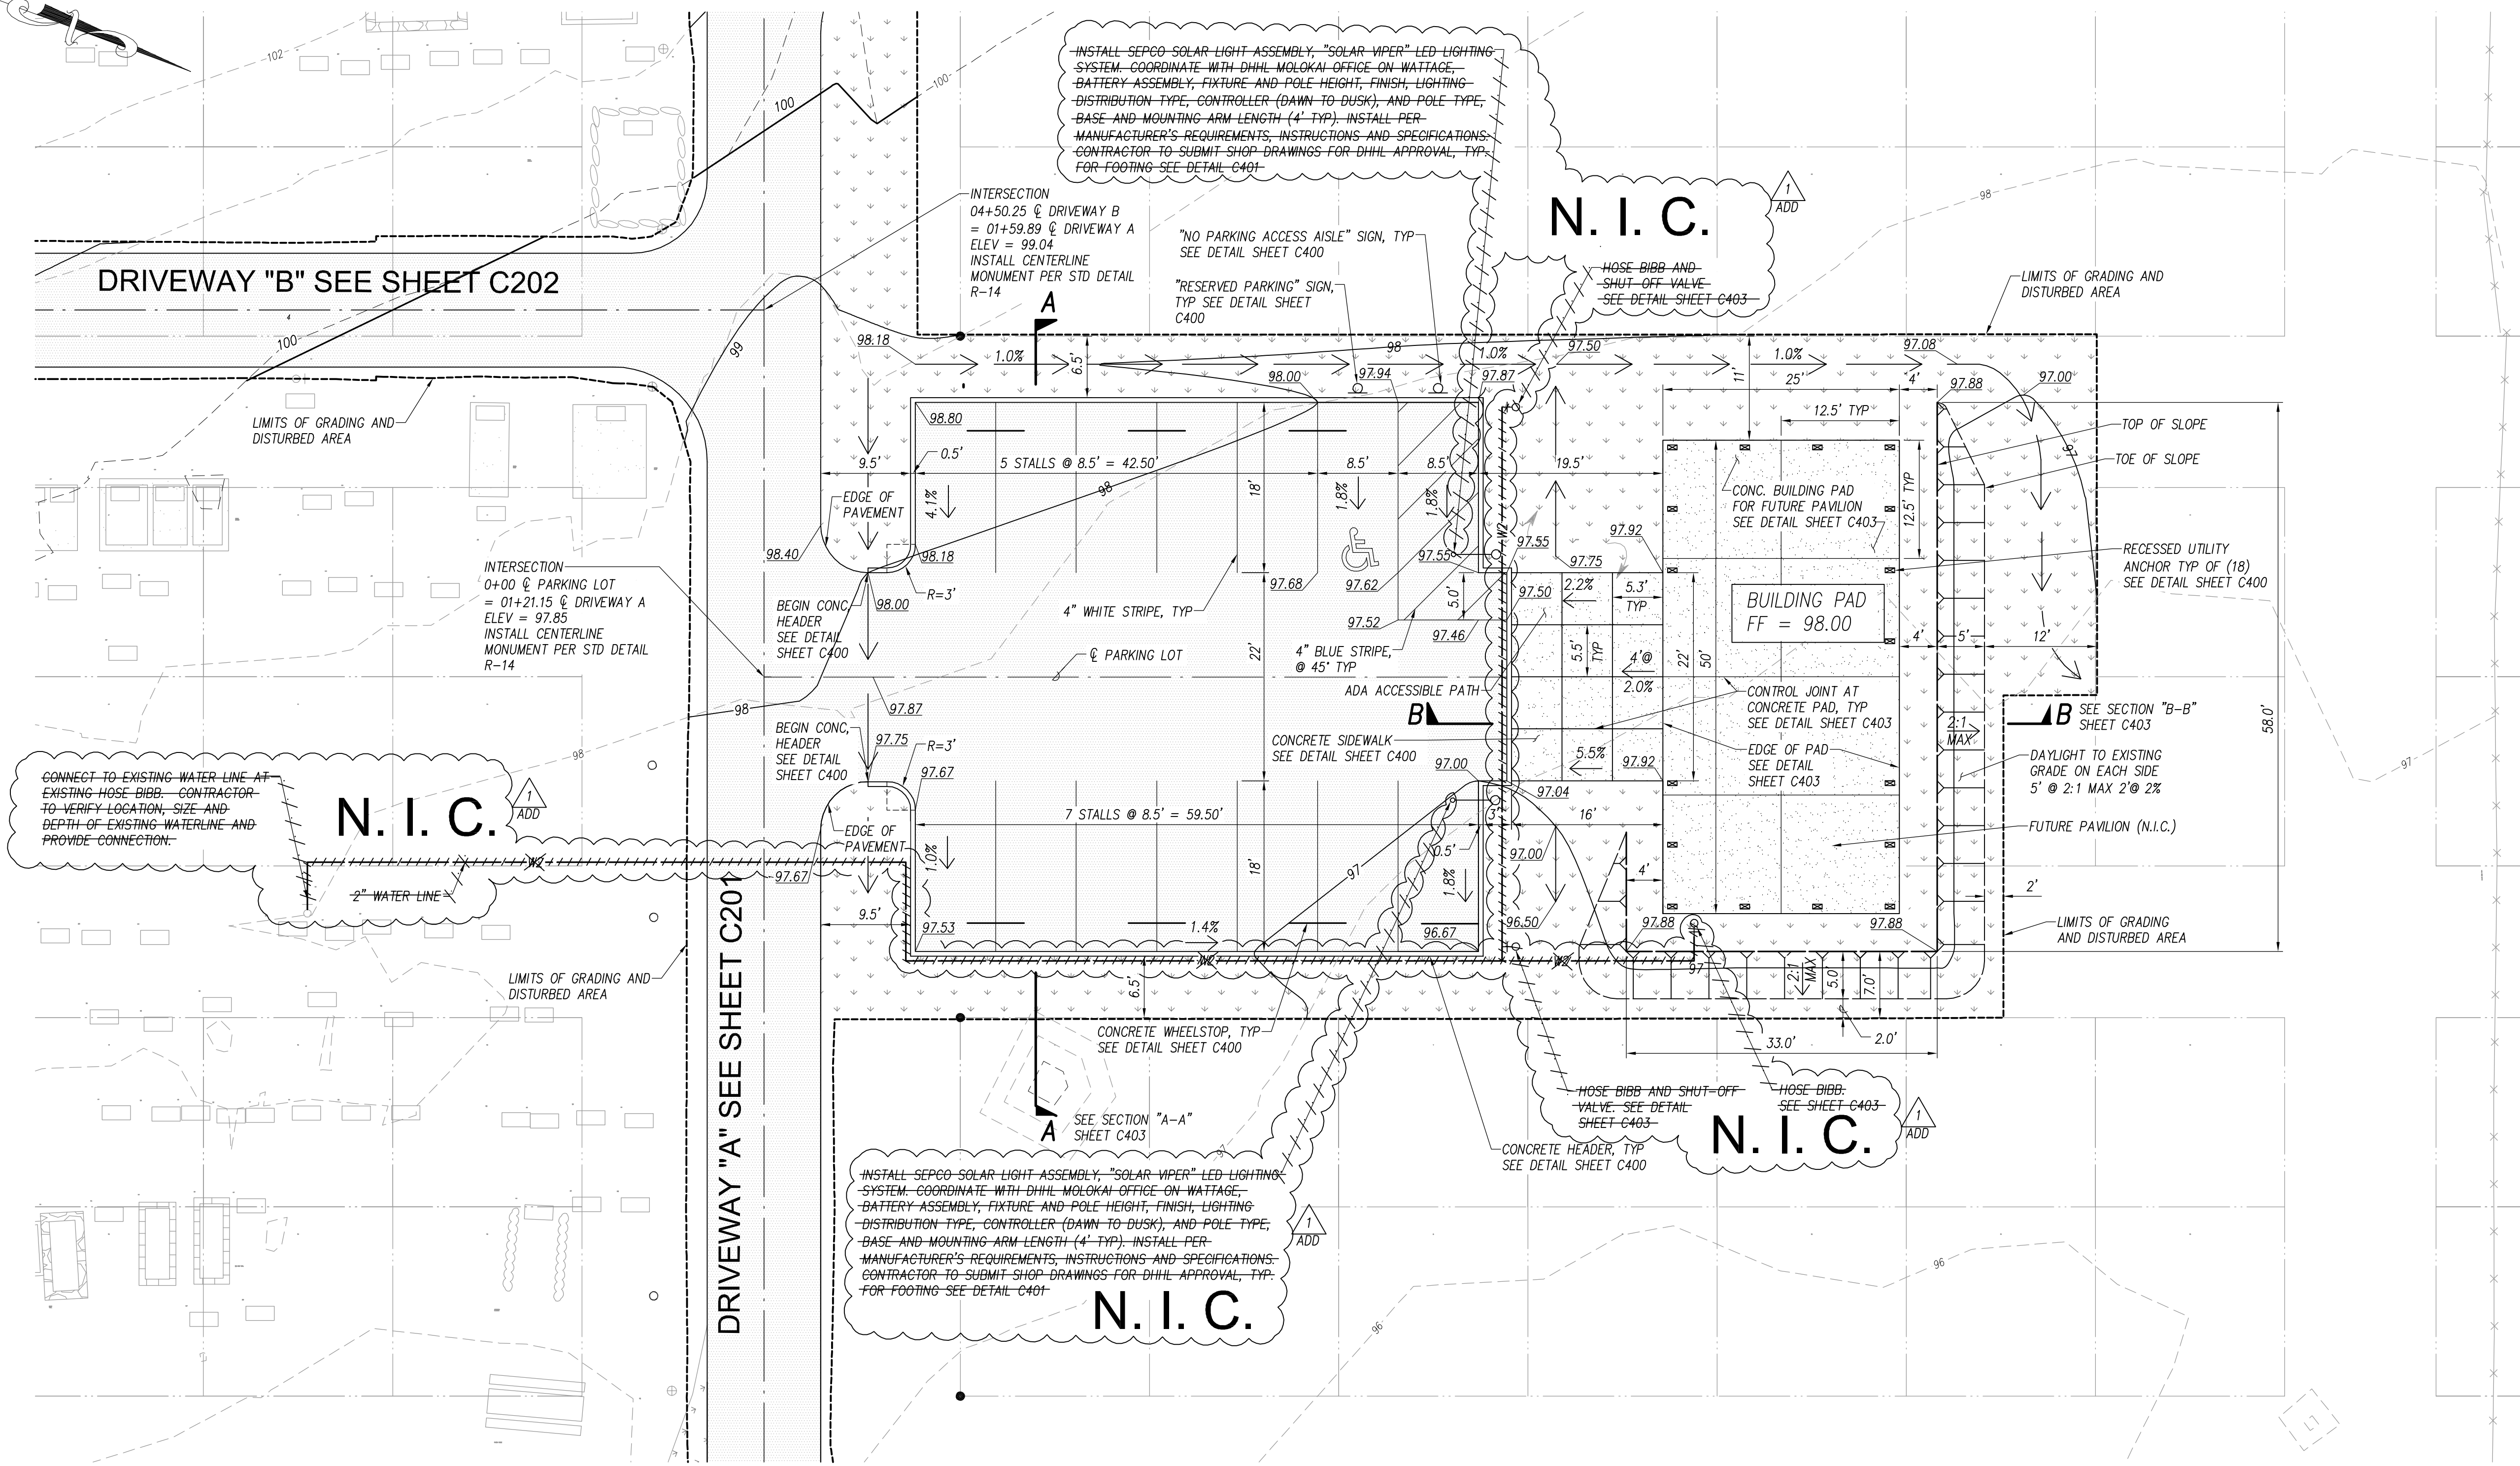 102
100
100
INSTALL SEPCO SOLAR LIGHT ASSEMBLY, "SOLAR VIPER" LED LIGHTING
SYSTEM. COORDINATE WITH DHHL MOLOKAI OFFICE ON WATTAGE,
BATTERY ASSEMBLY, FIXTURE AND POLE HEIGHT, FINISH, LIGHTING
DISTRIBUTION TYPE, CONTROLLER (DAWN TO DUSK), AND POLE TYPE,
BASE AND MOUNTING ARM LENGTH (4' TYP). INSTALL PER
MANUFACTURER'S REQUIREMENTS, INSTRUCTIONS AND SPECIFICATIONS.
CONTRACTOR TO SUBMIT SHOP DRAWINGS FOR DHHL APPROVAL, TYP.
FOR FOOTING SEE DETAIL C401
N. I. C.
1
ADD
98
INTERSECTION
04+50.25 ℄ DRIVEWAY B
= 01+59.89 ℄ DRIVEWAY A
ELEV = 99.04
INSTALL CENTERLINE
MONUMENT PER STD DETAIL
R-14
"NO PARKING ACCESS AISLE" SIGN, TYP
SEE DETAIL SHEET C400
"RESERVED PARKING" SIGN,
TYP SEE DETAIL SHEET
C400
HOSE BIBB AND
SHUT-OFF VALVE
SEE DETAIL SHEET C403
LIMITS OF GRADING AND
DISTURBED AREA
DRIVEWAY "B" SEE SHEET C202
100
99
A
98.18
1.0%
6.5'
98
1.0%
97.50
1.0%
97.08
98.00
97.94
97.87
11'
25'
4'
97.88
97.00
12.5' TYP
LIMITS OF GRADING AND
DISTURBED AREA
98.80
0.5'
9.5'
5 STALLS @ 8.5' = 42.50'
8.5'
8.5'
19.5'
TOP OF SLOPE
TOE OF SLOPE
97
EDGE OF
PAVEMENT
4.1%
98
18'
1.8%
1.8%
W2
CONC. BUILDING PAD
FOR FUTURE PAVILION
SEE DETAIL SHEET C403
12.5' TYP
98.40
98.18
97.55
97.55
97.92
97.75
RECESSED UTILITY
ANCHOR TYP OF (18)
SEE DETAIL SHEET C400
INTERSECTION
0+00 ℄ PARKING LOT
= 01+21.15 ℄ DRIVEWAY A
ELEV = 97.85
INSTALL CENTERLINE
MONUMENT PER STD DETAIL
R-14
BEGIN CONC
HEADER
SEE DETAIL
SHEET C400
98.00
R=3'
4" WHITE STRIPE, TYP
97.68
97.62
5.0'
97.50
2.2%
5.3'
TYP
BUILDING PAD
FF = 98.00
97.52
97.46
4" BLUE STRIPE,
@ 45° TYP
22'
℄ PARKING LOT
5.5'
TYP
4'@
2.0%
22'
50'
4'
5'
12'
ADA ACCESSIBLE PATH
CONTROL JOINT AT
CONCRETE PAD, TYP
SEE DETAIL SHEET C403
98
97.87
B
B
SEE SECTION "B-B"
SHEET C403
58.0'
2:1
MAX
BEGIN CONC,
HEADER
SEE DETAIL
SHEET C400
97.75
R=3'
97.67
CONCRETE SIDEWALK
SEE DETAIL SHEET C400
5.5%
EDGE OF PAD
SEE DETAIL
SHEET C403
DAYLIGHT TO EXISTING
GRADE ON EACH SIDE
5' @ 2:1 MAX 2'@ 2%
97
98
97.00
97.92
97.04
CONNECT TO EXISTING WATER LINE AT
EXISTING HOSE BIBB. CONTRACTOR
TO VERIFY LOCATION, SIZE AND
DEPTH OF EXISTING WATERLINE AND
PROVIDE CONNECTION.
N. I. C.
1
ADD
7 STALLS @ 8.5' = 59.50'
3'
16'
FUTURE PAVILION (N.I.C.)
EDGE OF
PAVEMENT
1.0%
0.5'
97.00
W2
97.67
2" WATER LINE
97
18'
1.8%
4'
2'
9.5'
97.53
1.4%
96.67
96.50
97.88
97.88
LIMITS OF GRADING
AND DISTURBED AREA
W2
W2
97
LIMITS OF GRADING AND
DISTURBED AREA
6.5'
2:1
MAX
5.0'
7.0'
CONCRETE WHEELSTOP, TYP
SEE DETAIL SHEET C400
2.0'
33.0'
DRIVEWAY "A" SEE SHEET C201
A
SEE SECTION "A-A"
SHEET C403
97
HOSE BIBB AND SHUT-OFF
VALVE. SEE DETAIL
SHEET C403
HOSE BIBB.
SEE SHEET C403
N. I. C.
1
ADD
CONCRETE HEADER, TYP
SEE DETAIL SHEET C400
INSTALL SEPCO SOLAR LIGHT ASSEMBLY, "SOLAR VIPER" LED LIGHTING
SYSTEM. COORDINATE WITH DHHL MOLOKAI OFFICE ON WATTAGE,
BATTERY ASSEMBLY, FIXTURE AND POLE HEIGHT, FINISH, LIGHTING
DISTRIBUTION TYPE, CONTROLLER (DAWN TO DUSK), AND POLE TYPE,
BASE AND MOUNTING ARM LENGTH (4' TYP). INSTALL PER
MANUFACTURER'S REQUIREMENTS, INSTRUCTIONS AND SPECIFICATIONS.
CONTRACTOR TO SUBMIT SHOP DRAWINGS FOR DHHL APPROVAL, TYP.
FOR FOOTING SEE DETAIL C401
N. I. C.
1
ADD
96
96